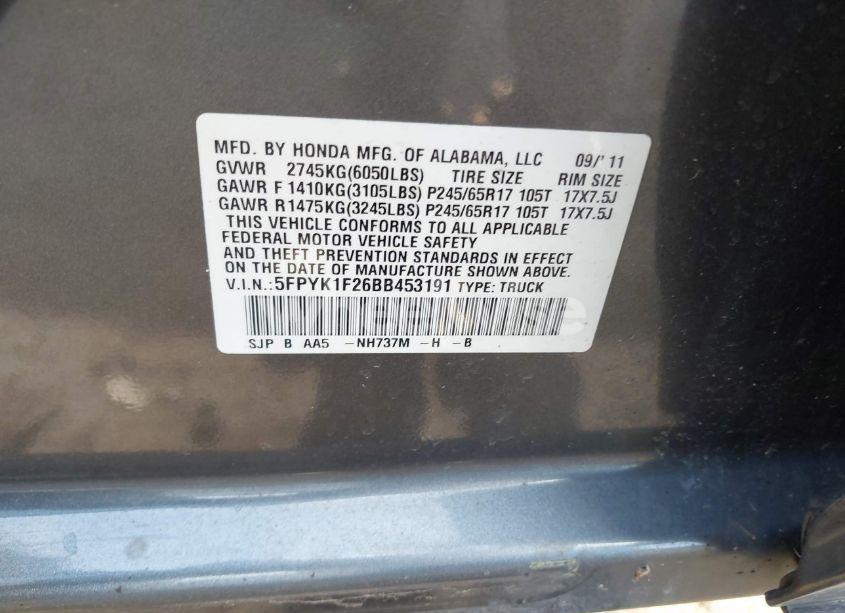 MFD. BY HONDA MFG. OF ALABAMA, LLC 09/' 11
GVWR 2745KG(6050LBS) TIRE SIZE RIM SIZE
GAWR F 1410KG(3105LBS) P245/65R17 105T 17X7.5J
GAWR R 1475KG(3245LBS) P245/65R17 105T 17X7.5J
THIS VEHICLE CONFORMS TO ALL APPLICABLE
FEDERAL MOTOR VEHICLE SAFETY
AND THEFT PREVENTION STANDARDS IN EFFECT
ON THE DATE OF MANUFACTURE SHOWN ABOVE.
V.I.N.: 5FPYK1F26BB453191 TYPE: TRUCK
SJP B AA5 -NH737M -H -B